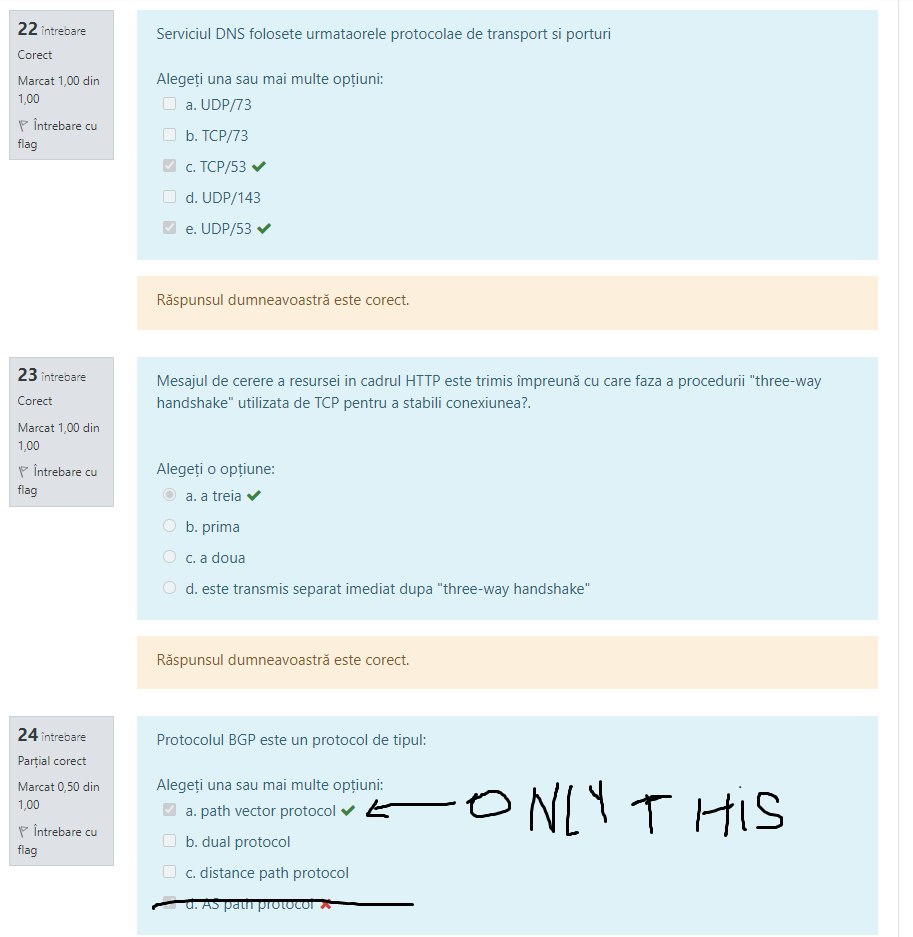 22 întrebare
Corect
Marcat 1,00 din
1,00
Întrebare cu
flag
Serviciul DNS folosete urmataorele protocolae de transport si porturi
Alegeți una sau mai multe opțiuni:
a. UDP/73
b. TCP/73
c. TCP/53
d. UDP/143
e. UDP/53
Răspunsul dumneavoastră este corect.
23 întrebare
Corect
Marcat 1,00 din
1,00
Întrebare cu
flag
Mesajul de cerere a resursei in cadrul HTTP este trimis împreună cu care faza a procedurii "three-way
handshake" utilizata de TCP pentru a stabili conexiunea?.
Alegeți o opțiune:
a. a treia
b. prima
c. a doua
d. este transmis separat imediat dupa "three-way handshake"
Răspunsul dumneavoastră este corect.
24 întrebare
Parțial corect
Marcat 0,50 din
1,00
Întrebare cu
flag
Protocolul BGP este un protocol de tipul:
Alegeți una sau mai multe opțiuni:
a. path vector protocol
ONLY THIS
b. dual protocol
c. distance path protocol
d. AS path protocol